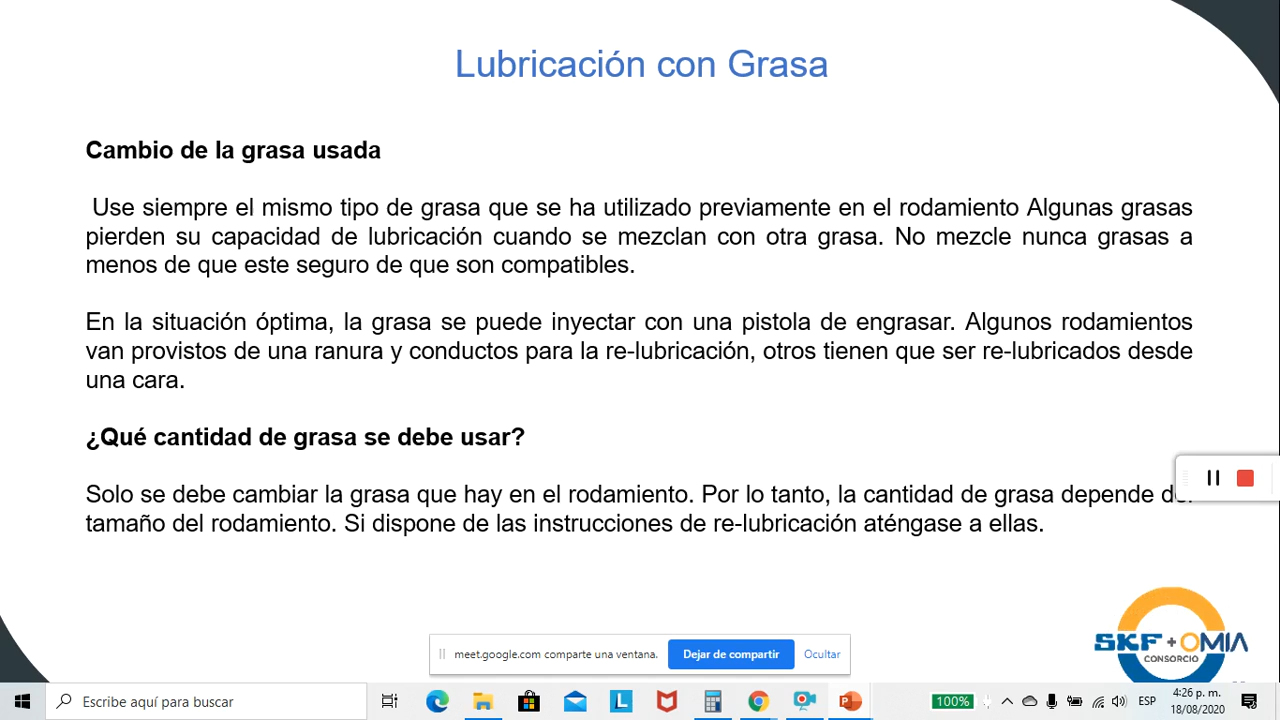 Lubricación con Grasa
Cambio de la grasa usada
Use siempre el mismo tipo de grasa que se ha utilizado previamente en el rodamiento Algunas grasas
pierden su capacidad de lubricación cuando se mezclan con otra grasa. No mezcle nunca grasas a
menos de que este seguro de que son compatibles.
En la situación óptima, la grasa se puede inyectar con una pistola de engrasar. Algunos rodamientos
van provistos de una ranura y conductos para la re-lubricación, otros tienen que ser re-lubricados desde
una cara.
¿Qué cantidad de grasa se debe usar?
Solo se debe cambiar la grasa que hay en el rodamiento. Por lo tanto, la cantidad de grasa depende del
tamaño del rodamiento. Si dispone de las instrucciones de re-lubricación aténgase a ellas.
SKF + OMIA
CONSORCIO
meet.google.com comparte una ventana. Dejar de compartir Ocultar
Escribe aquí para buscar
100%
ESP
4:26 p. m.
18/08/2020